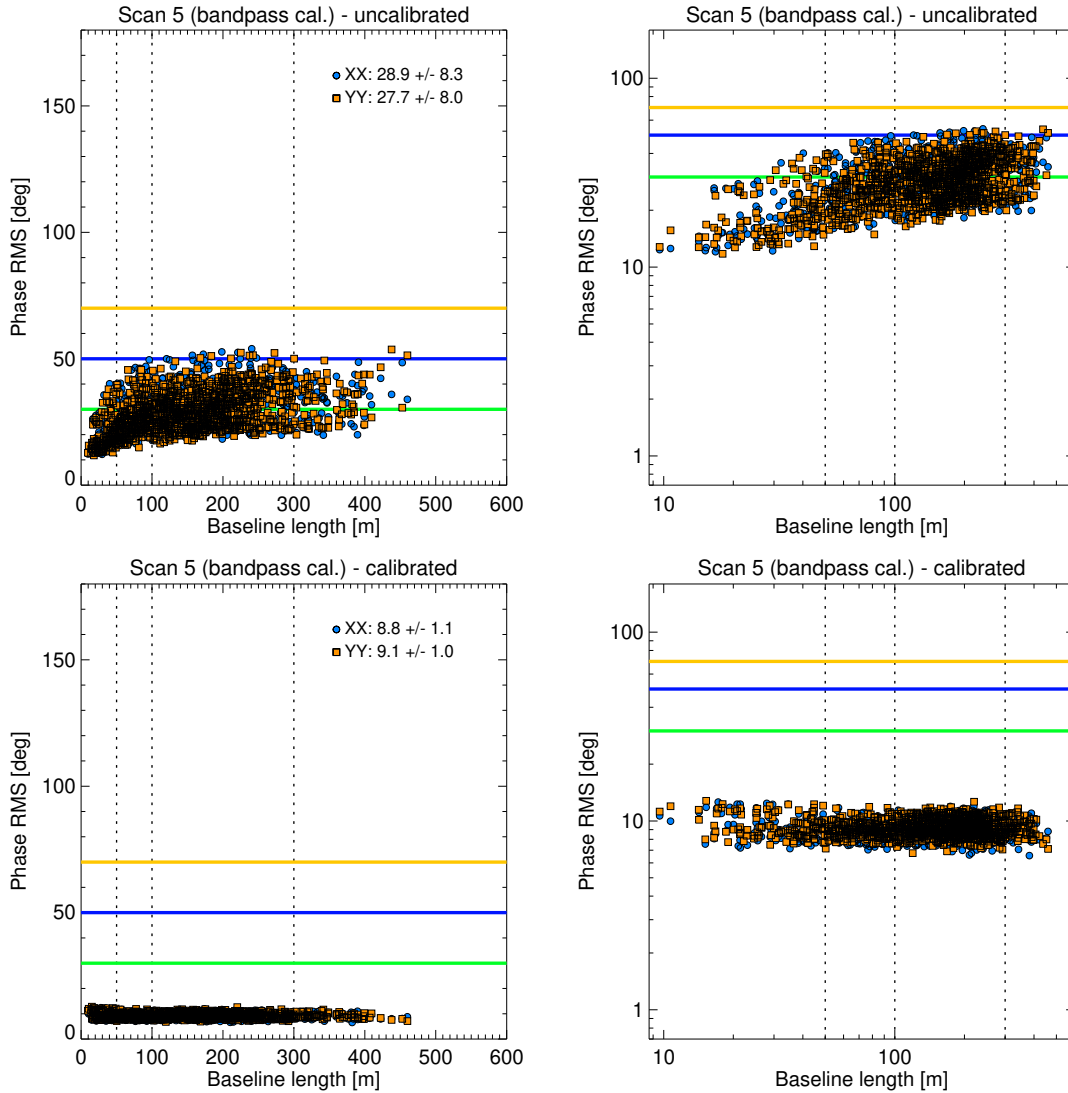 Scan 5 (bandpass cal.) - uncalibrated
XX: 28.9 +/- 8.3
YY: 27.7 +/- 8.0
Phase RMS [deg]
150
100
50
0
0 100 200 300 400 500 600
Baseline length [m]
Scan 5 (bandpass cal.) - uncalibrated
Phase RMS [deg]
100
10
1
10 100
Baseline length [m]
Scan 5 (bandpass cal.) - calibrated
XX: 8.8 +/- 1.1
YY: 9.1 +/- 1.0
Phase RMS [deg]
150
100
50
0
0 100 200 300 400 500 600
Baseline length [m]
Scan 5 (bandpass cal.) - calibrated
Phase RMS [deg]
100
10
1
10 100
Baseline length [m]